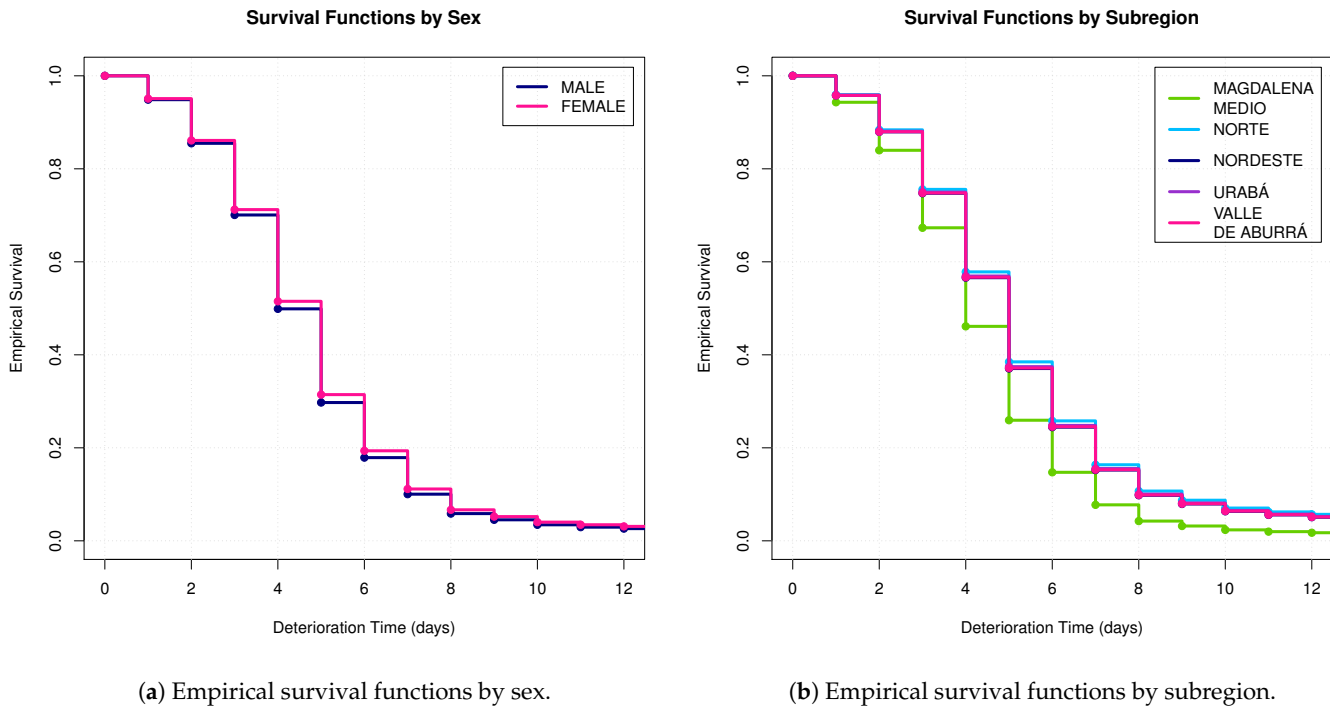 Survival Functions by Sex
1.0
0.8
0.6
0.4
0.2
0.0
Empirical Survival
MALE
FEMALE
0 2 4 6 8 10 12
Deterioration Time (days)
(a) Empirical survival functions by sex.
Survival Functions by Subregion
1.0
0.8
0.6
0.4
0.2
0.0
Empirical Survival
MAGDALENA
MEDIO
NORTE
NORDESTE
URABÁ
VALLE
DE ABURRÁ
0 2 4 6 8 10 12
Deterioration Time (days)
(b) Empirical survival functions by subregion.